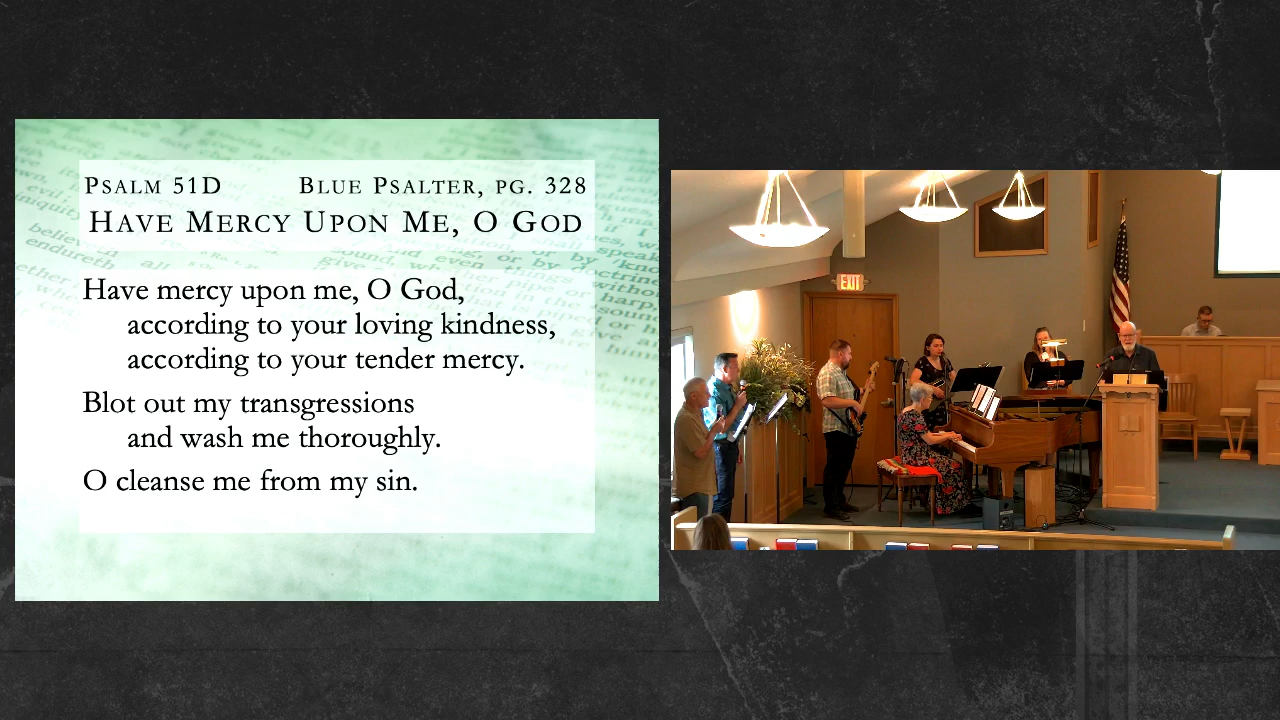 PSALM 51D BLUE PSALTER, PG. 328
HAVE MERCY UPON ME, O GOD
Have mercy upon me, O God,
according to your loving kindness,
according to your tender mercy.
Blot out my transgressions
and wash me thoroughly.
O cleanse me from my sin.
EXIT